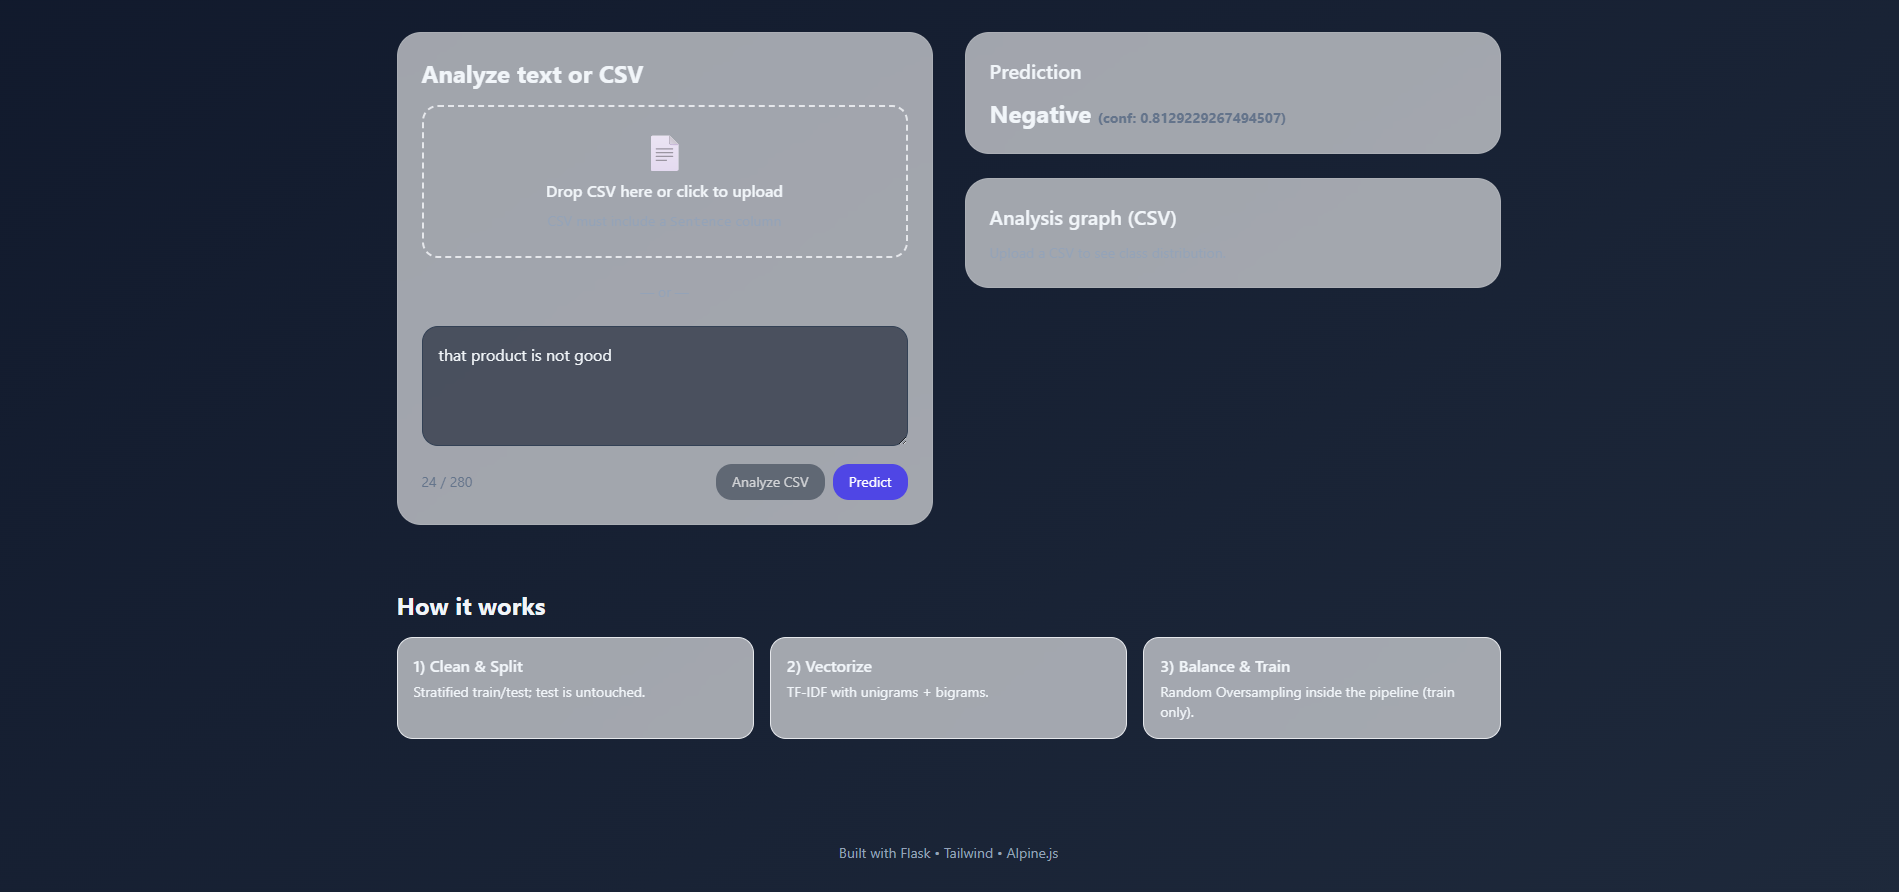 Analyze text or CSV
Drop CSV here or click to upload
that product is not good
24 / 280
Analyze CSV
Predict
Prediction
Negative (conf: 0.8129229267494507)
Analysis graph (CSV)
Upload a CSV to see class distribution.
How it works
1) Clean & Split
Stratified train/test; test is untouched.
2) Vectorize
TF-IDF with unigrams + bigrams.
3) Balance & Train
Random Oversampling inside the pipeline (train
only).
Built with Flask • Tailwind • Alpine.js